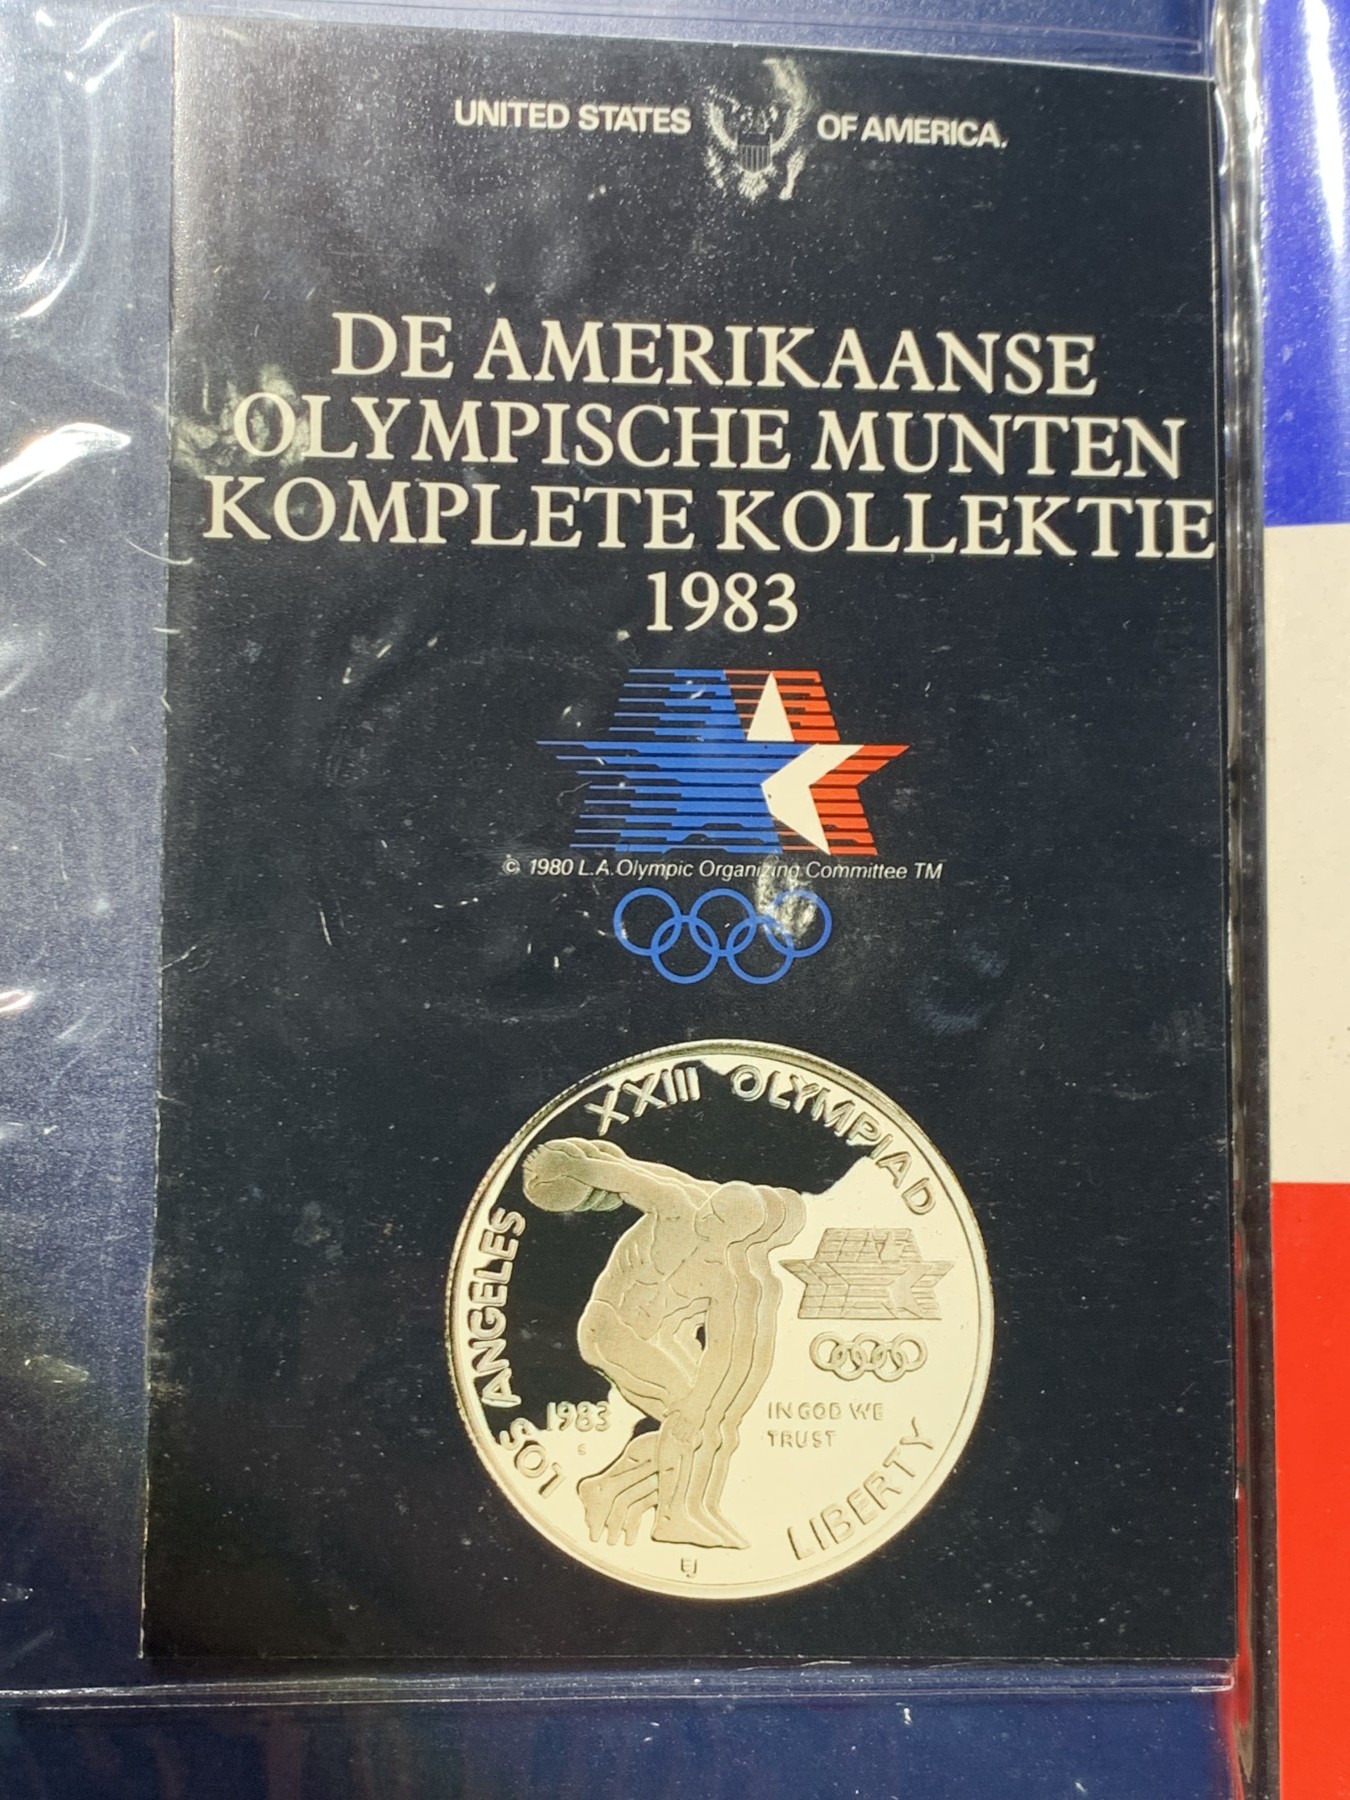 UNITED STATES OF AMERICA.
DE AMERIKAANSE
OLYMPISCHE MUNTEN
KOMPLETE KOLLEKTIE
1983
© 1980 L.A. Olympic Organizing Committee TM
LOS ANGELES XXIII OLYMPIAD
1983
S
IN GOD WE
TRUST
LIBERTY
EJ